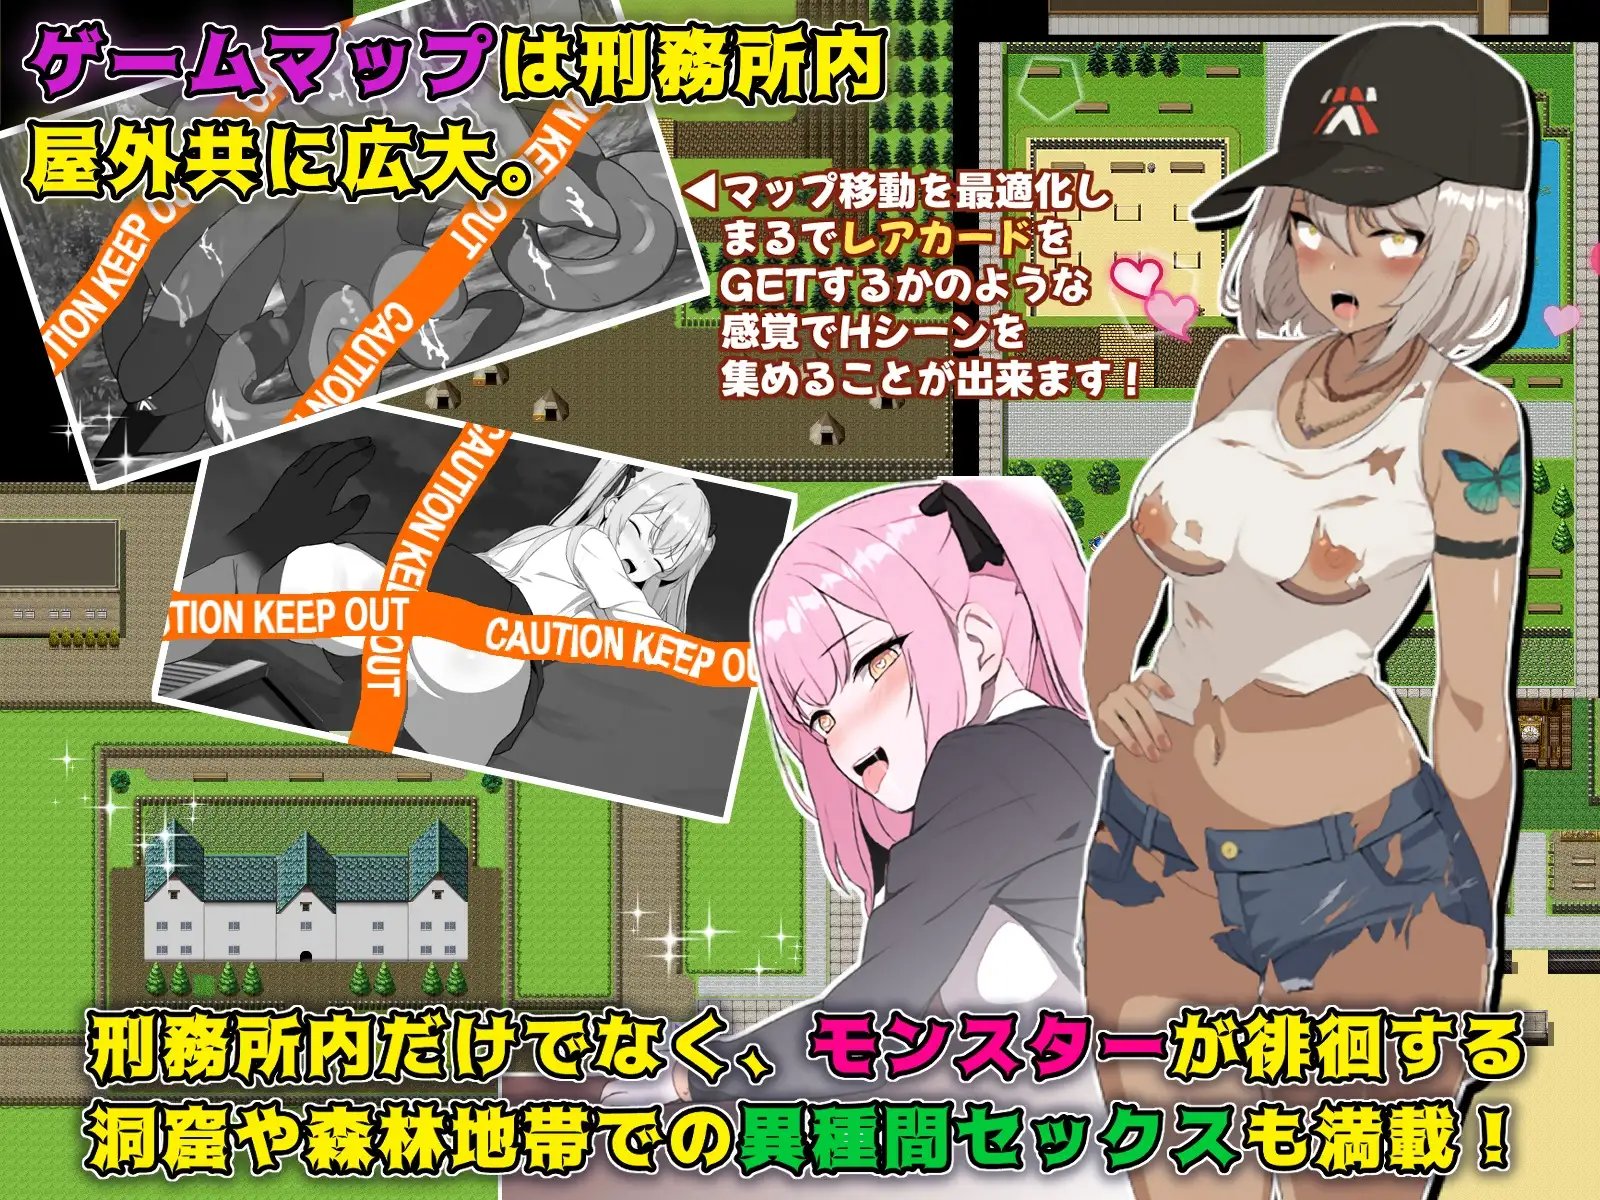 ゲームマップは刑務所内
屋外共に広大。
◀マップ移動を最適化し
まるでレアカードを
GETするかのような
感覚でHシーンを
集めることが出来ます！
CAUTION KEEP OUT
TION KEEP OUT
CAUTION KEEP OU
刑務所内だけでなく、モンスターが徘徊する
洞窟や森林地帯での異種間セックスも満載！